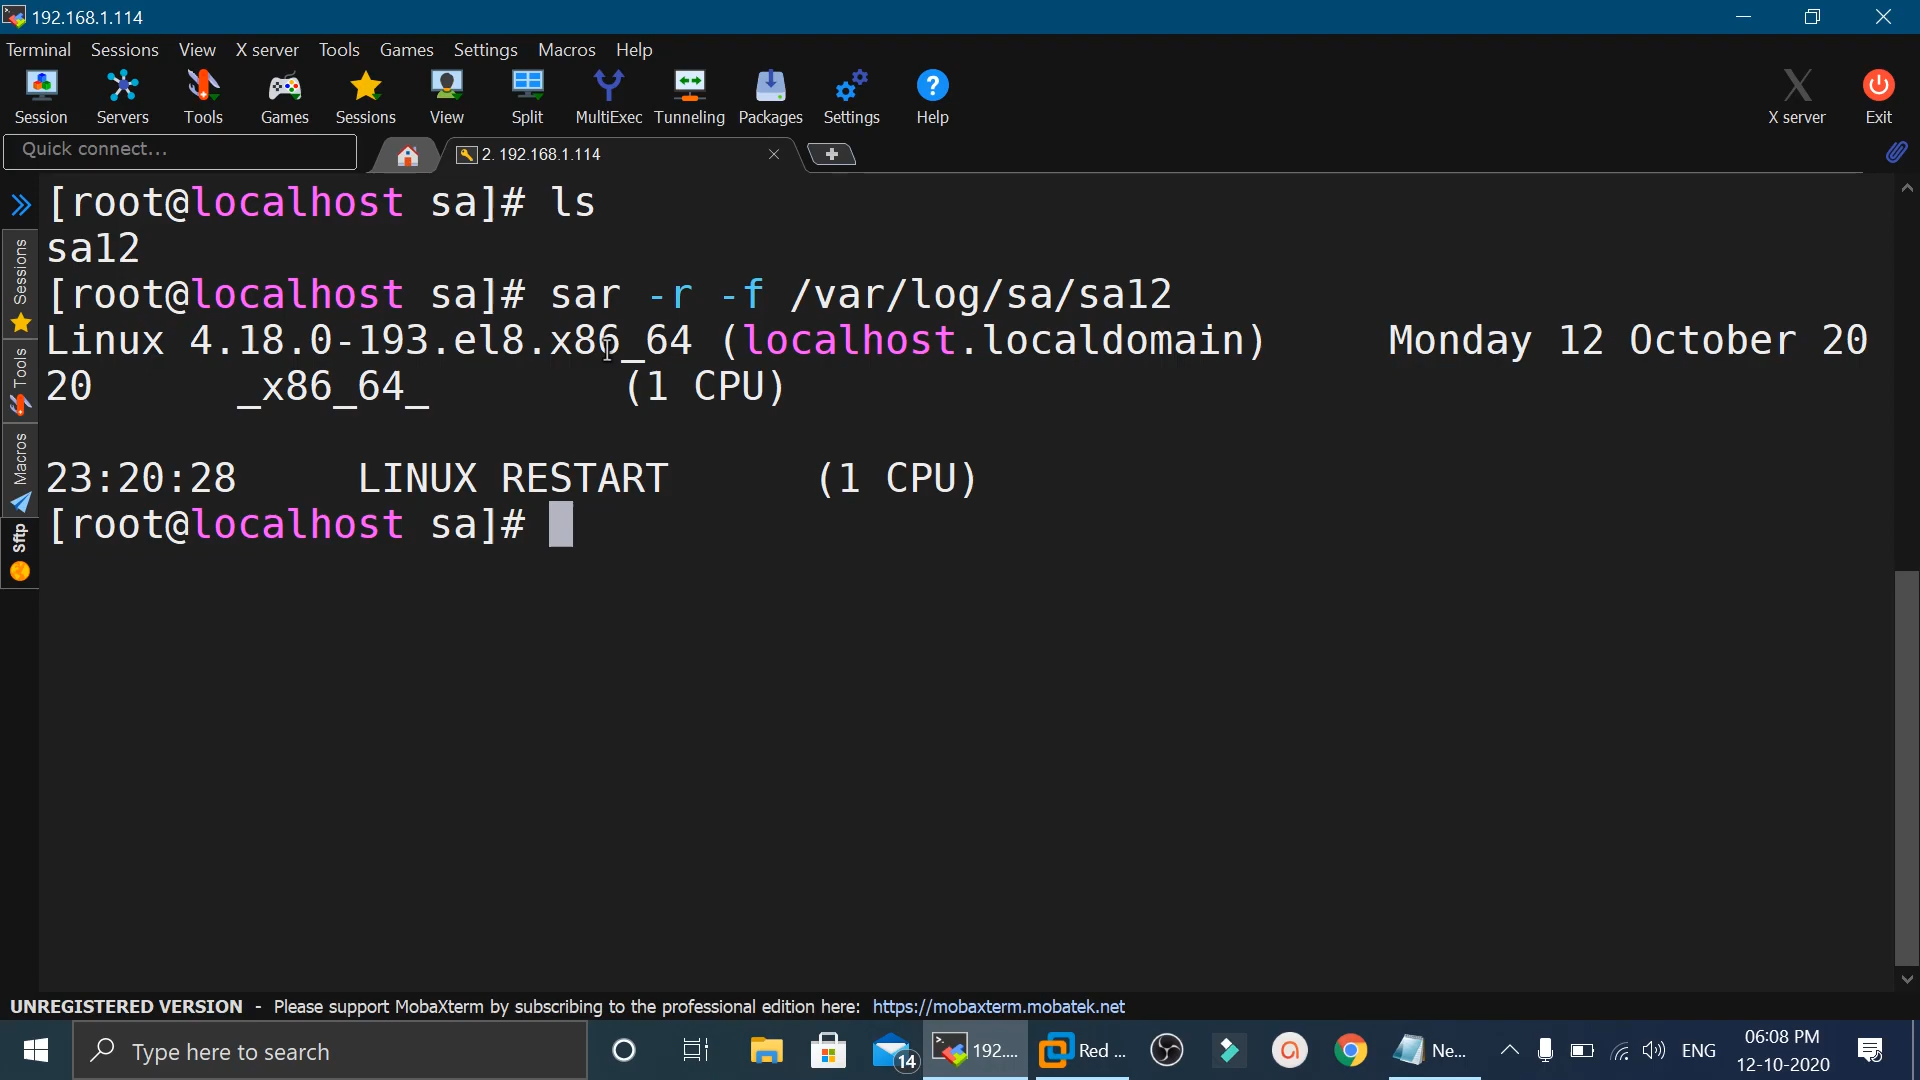 192.168.1.114
Terminal Sessions View X server Tools Games Settings Macros Help
Session Servers Tools Games Sessions View Split MultiExec Tunneling Packages Settings Help X server Exit
Quick connect... 2. 192.168.1.114
[root@localhost sa]# ls
sa12
[root@localhost sa]# sar -r -f /var/log/sa/sa12
Linux 4.18.0-193.el8.x86_64 (localhost.localdomain) Monday 12 October 20
20 _x86_64_ (1 CPU)
23:20:28 LINUX RESTART (1 CPU)
[root@localhost sa]#
Sessions
Tools
Macros
Sftp
UNREGISTERED VERSION - Please support MobaXterm by subscribing to the professional edition here: https://mobaxterm.mobatek.net
Type here to search 14 192.... Red ... Ne... ENG 06:08 PM
12-10-2020